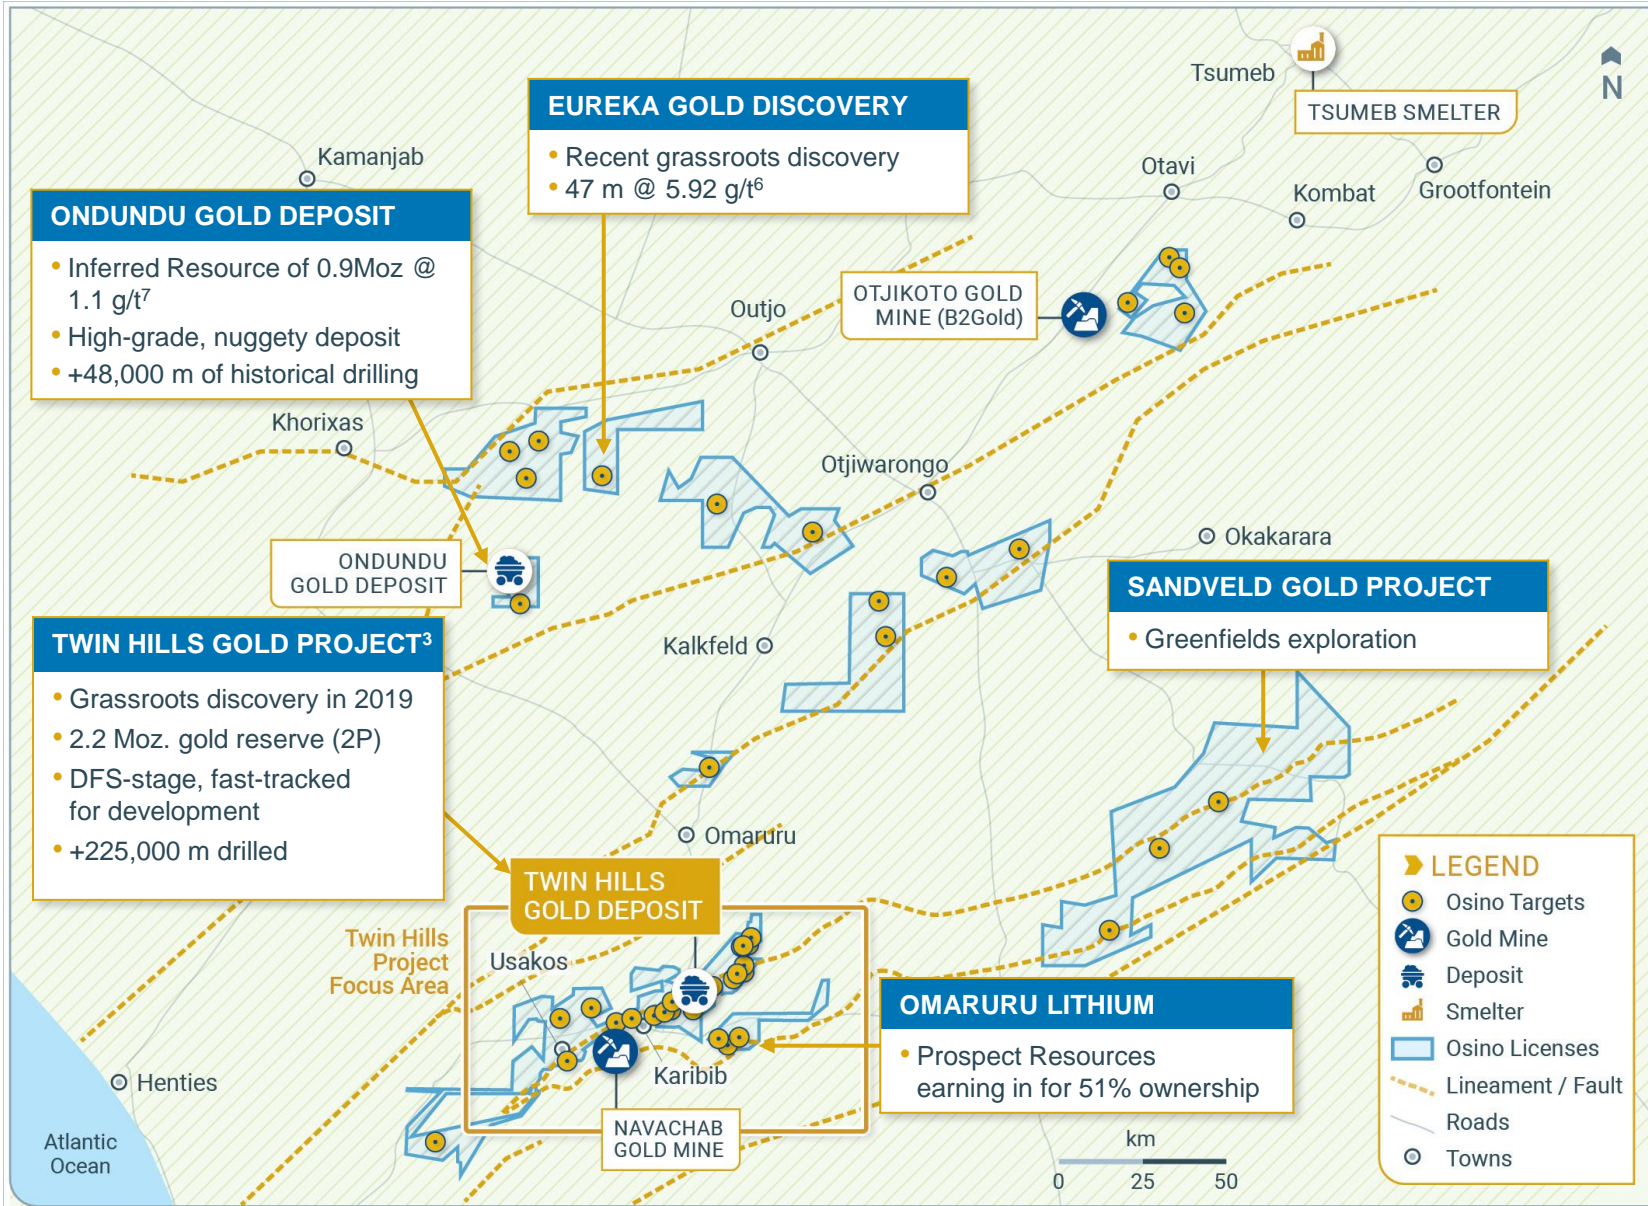 Tsumeb
N
TSUMEB SMELTER
EUREKA GOLD DISCOVERY
• Recent grassroots discovery
• 47 m @ 5.92 g/t⁶
Kamanjab
Otavi
Kombat
Grootfontein
ONDUNDU GOLD DEPOSIT
• Inferred Resource of 0.9Moz @
1.1 g/t⁷
• High-grade, nuggety deposit
• +48,000 m of historical drilling
OTJIKOTO GOLD
MINE (B2Gold)
Outjo
Khorixas
Otjiwarongo
Okakarara
ONDUNDU
GOLD DEPOSIT
SANDVELD GOLD PROJECT
• Greenfields exploration
TWIN HILLS GOLD PROJECT³
• Grassroots discovery in 2019
• 2.2 Moz. gold reserve (2P)
• DFS-stage, fast-tracked
for development
• +225,000 m drilled
Kalkfeld
Omaruru
TWIN HILLS
GOLD DEPOSIT
Twin Hills
Project
Focus Area
Usakos
Karibib
NAVACHAB
GOLD MINE
OMARURU LITHIUM
• Prospect Resources
earning in for 51% ownership
Henties
Atlantic
Ocean
km
0 25 50
LEGEND
Osino Targets
Gold Mine
Deposit
Smelter
Osino Licenses
Lineament / Fault
Roads
Towns